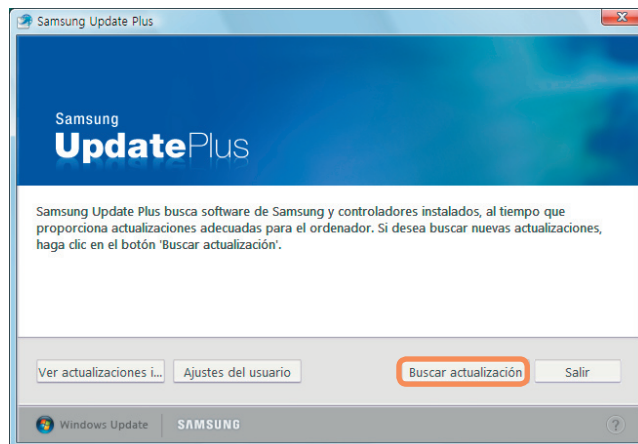 Samsung Update Plus
Samsung
UpdatePlus
Samsung Update Plus busca software de Samsung y controladores instalados, al tiempo que
proporciona actualizaciones adecuadas para el ordenador. Si desea buscar nuevas actualizaciones,
haga clic en el botón 'Buscar actualización'.
Ver actualizaciones i... Ajustes del usuario Buscar actualización Salir
Windows Update SAMSUNG ?